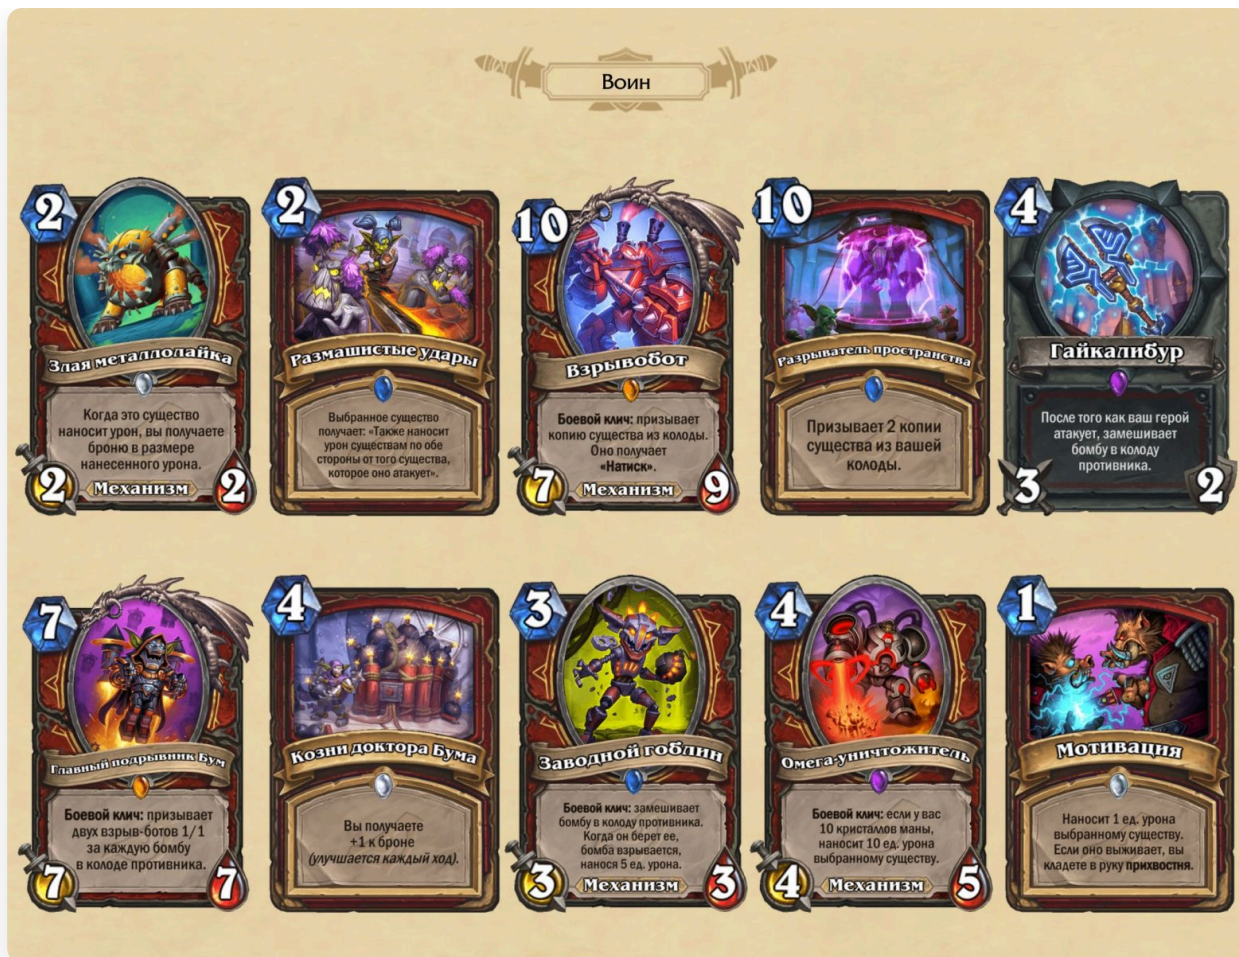 Воин
2
Злая металлолайка
Когда это существо
наносит урон, вы получаете
броню в размере
нанесенного урона.
2
Механизм
2
2
Размашистые удары
Выбранное существо
получает: «Также наносит
урон существам по обе
стороны от того существа,
которое оно атакует».
10
Взрывобот
Боевой клич: призывает
копию существа из колоды.
Оно получает
«Натиск».
7
Механизм
9
10
Разрыватель пространства
Призывает 2 копии
существа из вашей
колоды.
4
Гайкалибур
После того как ваш герой
атакует, замешивает
бомбу в колоду
противника.
3
2
7
Главный подрывник Бум
Боевой клич: призывает
двух взрыв-ботов 1/1
за каждую бомбу
в колоде противника.
7
7
4
Козни доктора Бума
Вы получаете
+1 к броне
(улучшается каждый ход).
3
Заводной гоблин
Боевой клич: замешивает
бомбу в колоду противника.
Когда он берет ее,
бомба взрывается,
нанося 5 ед. урона.
3
Механизм
3
4
Омега-уничтожитель
Боевой клич: если у вас
10 кристаллов маны,
наносит 10 ед. урона
выбранному существу.
4
Механизм
5
1
Мотивация
Наносит 1 ед. урона
выбранному существу.
Если оно выживает, вы
кладете в руку прихвостня.